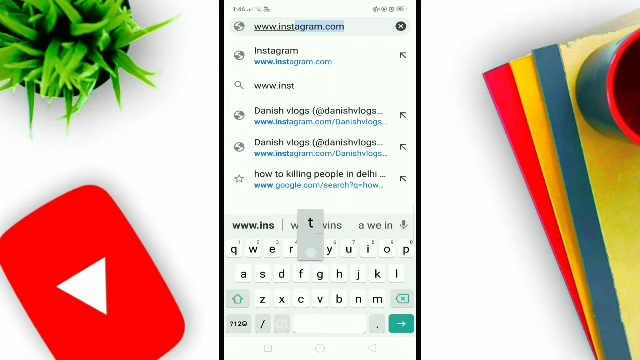 1:46
www.instagram.com
Instagram
www.instagram.com
www.inst
Danish vlogs (@danishvlogs...
www.instagram.com/Danishvlogs...
Danish vlogs (@danishvlogs...
www.instagram.com/Danishvlogs...
how to killing people in delhi ...
www.google.com/search?q=how...
www.ins t wins a we in
q w e r y u i o p
a s d f g h j k l
z x c v b n m
?12 / .